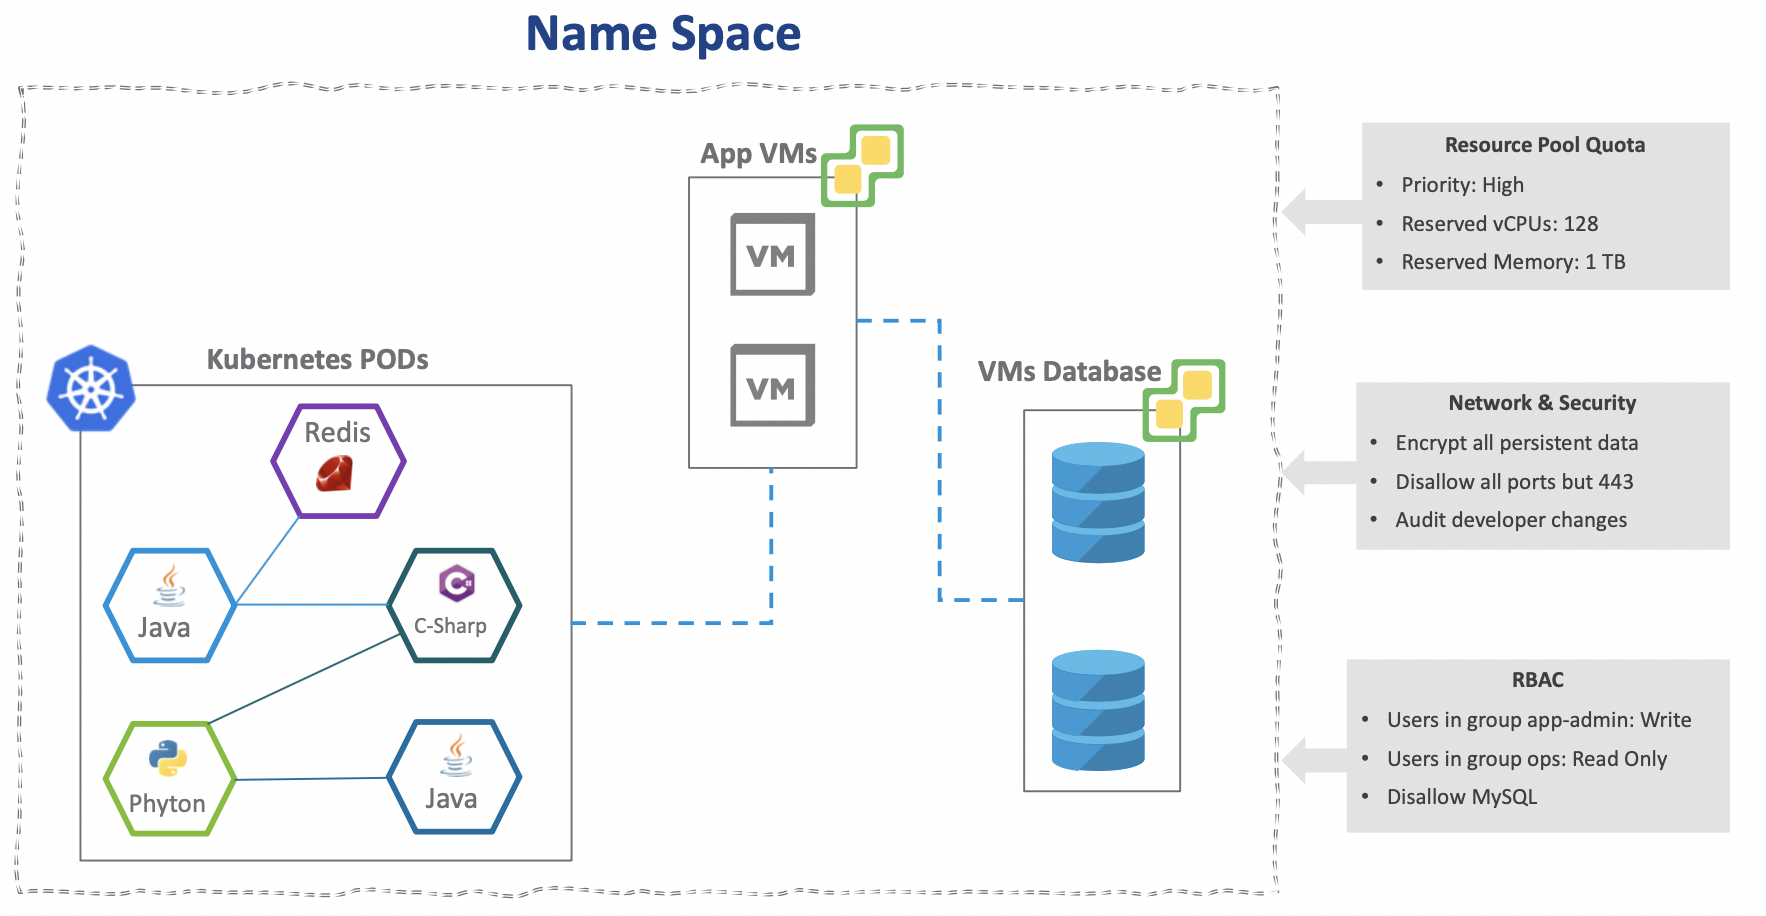 Name Space
App VMs
VM
VM
Kubernetes PODs
Redis
Java
C-Sharp
Phyton
Java
VMs Database
Resource Pool Quota
• Priority: High
• Reserved vCPUs: 128
• Reserved Memory: 1 TB
Network & Security
• Encrypt all persistent data
• Disallow all ports but 443
• Audit developer changes
RBAC
• Users in group app-admin: Write
• Users in group ops: Read Only
• Disallow MySQL